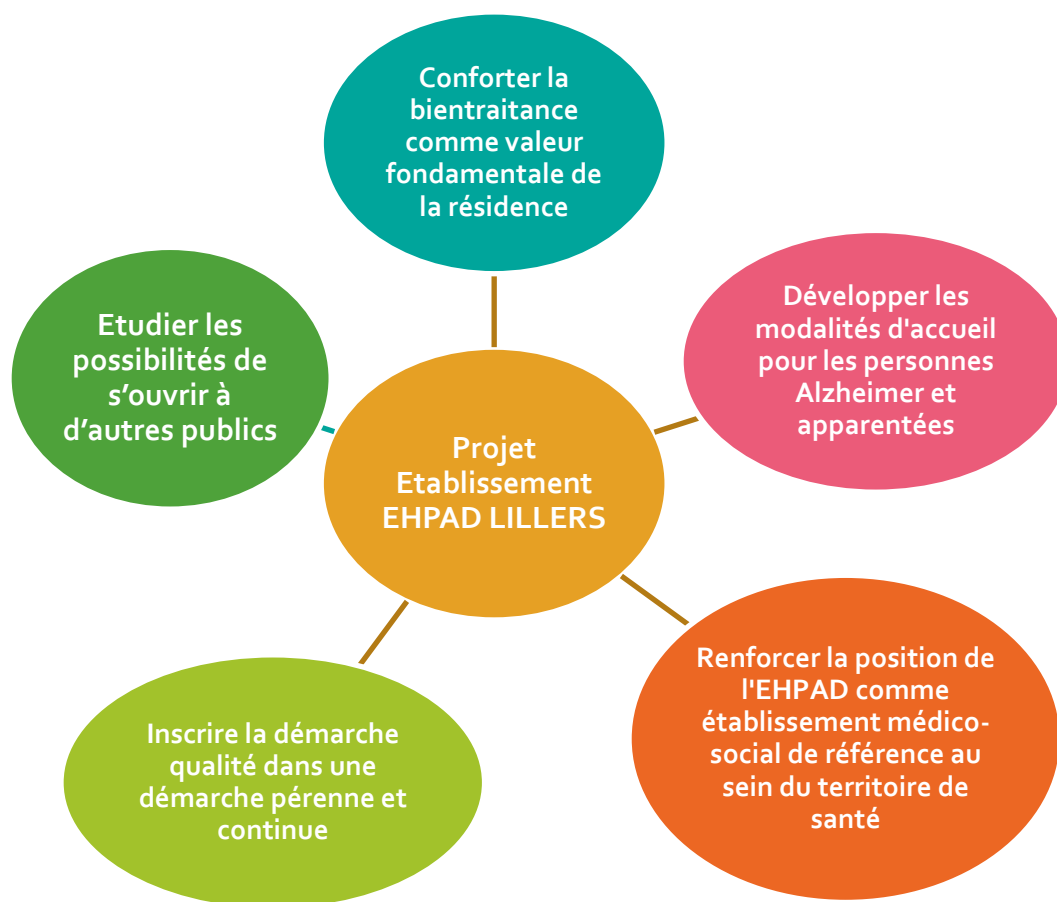 Conforter la
bientraitance
comme valeur
fondamentale de
la résidence
Développer les
modalités d'accueil
pour les personnes
Alzheimer et
apparentées
Etudier les
possibilités de
s’ouvrir à
d’autres publics
Projet
Etablissement
EHPAD LILLERS
Renforcer la position de
l'EHPAD comme
établissement médico-
social de référence au
sein du territoire de
santé
Inscrire la démarche
qualité dans une
démarche pérenne et
continue